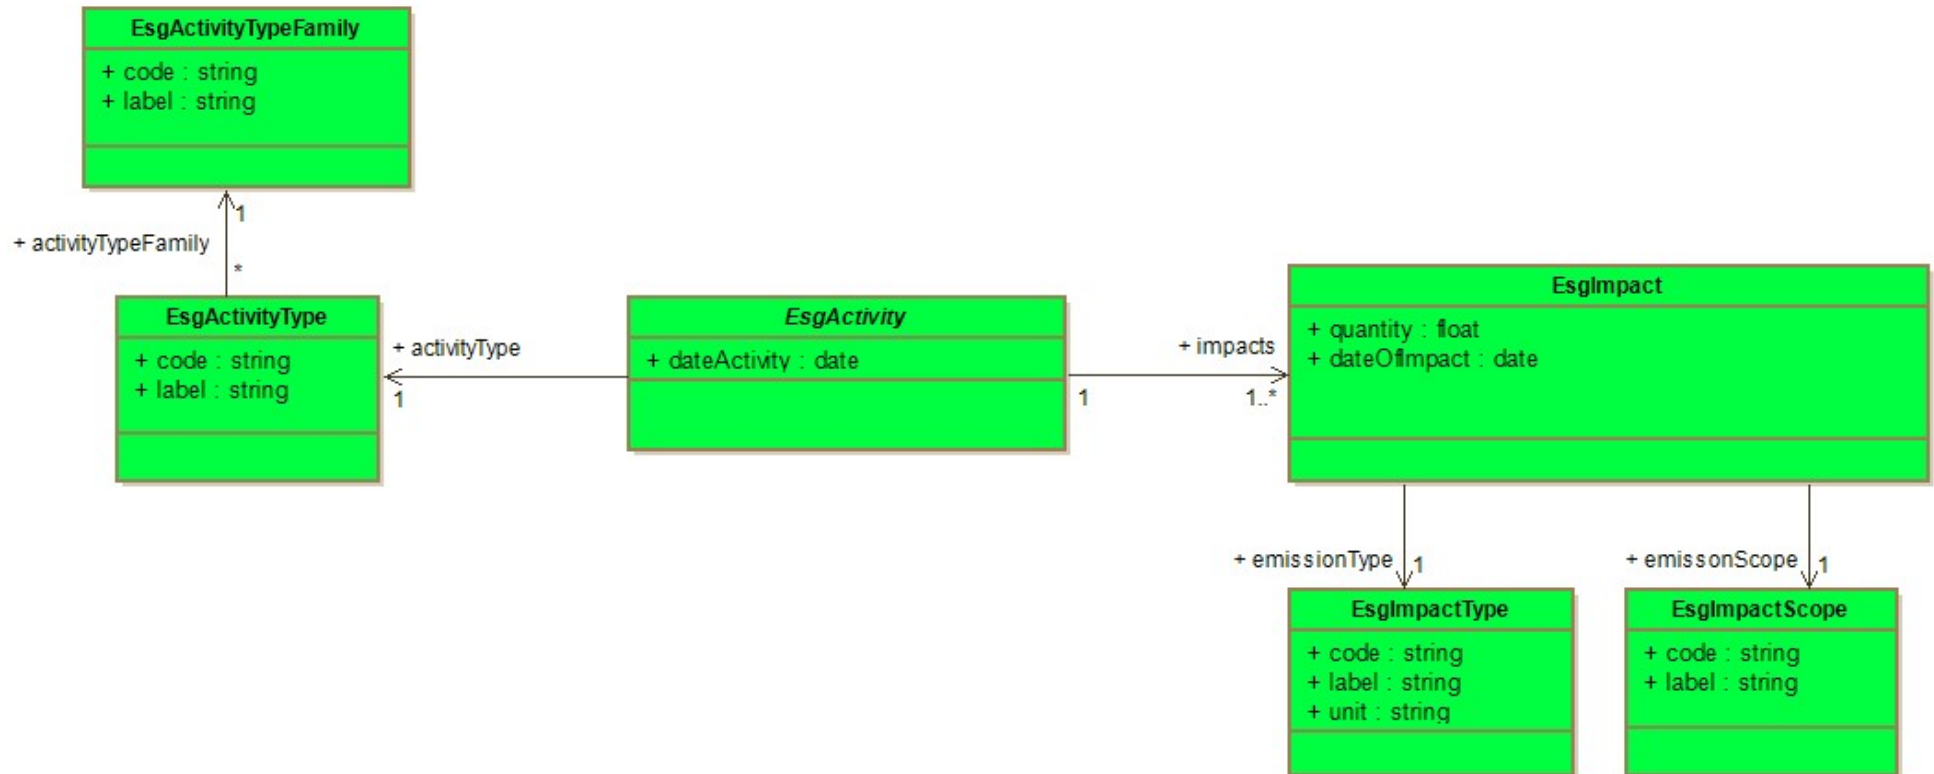 EsgActivityTypeFamily
+ code : string
+ label : string
1
+ activityTypeFamily
*
EsgActivityType
+ code : string
+ label : string
+ activityType
1
EsgActivity
+ dateActivity : date
1
+ impacts
1..*
EsgImpact
+ quantity : float
+ dateOfImpact : date
+ emissionType
1
+ emissonScope
1
EsgImpactType
+ code : string
+ label : string
+ unit : string
EsgImpactScope
+ code : string
+ label : string